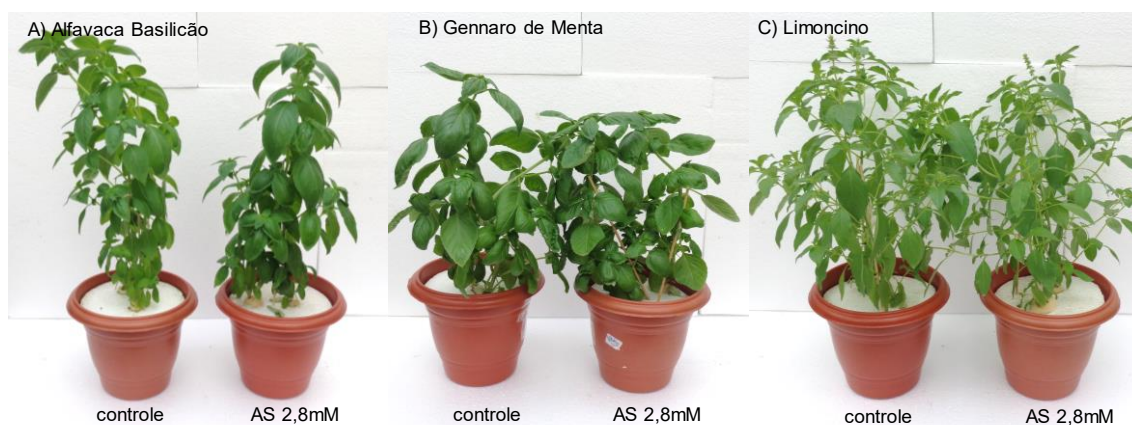 A) Alfavaca Basilicão
B) Gennaro de Menta
C) Limoncino
controle
AS 2,8mM
controle
AS 2,8mM
controle
AS 2,8mM